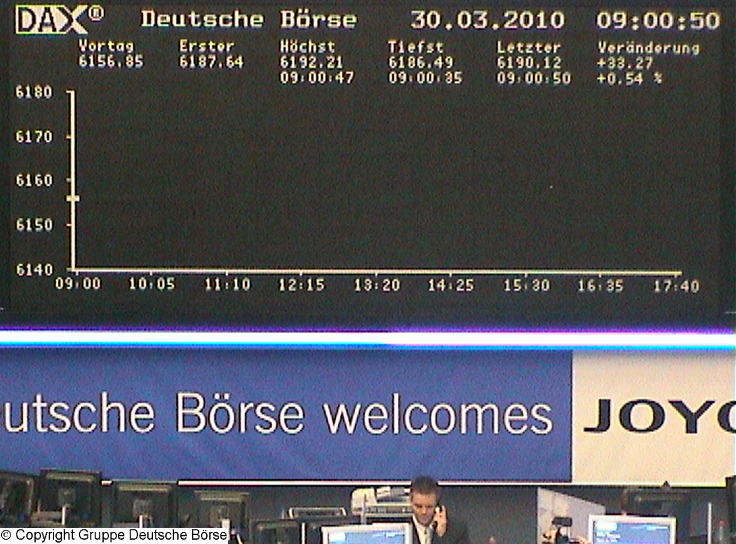 DAX® Deutsche Börse 30.03.2010 09:00:50
Vortag Erster Höchst Tiefst Letzter Veränderung
6156.85 6187.64 6192.21 6186.49 6190.12 +33.27
09:00:47 09:00:35 09:00:50 +0.54 %
6180
6170
6160
6150
6140
09:00 10:05 11:10 12:15 13:20 14:25 15:30 16:35 17:40
eutsche Börse welcomes JOYO
© Copyright Gruppe Deutsche Börse